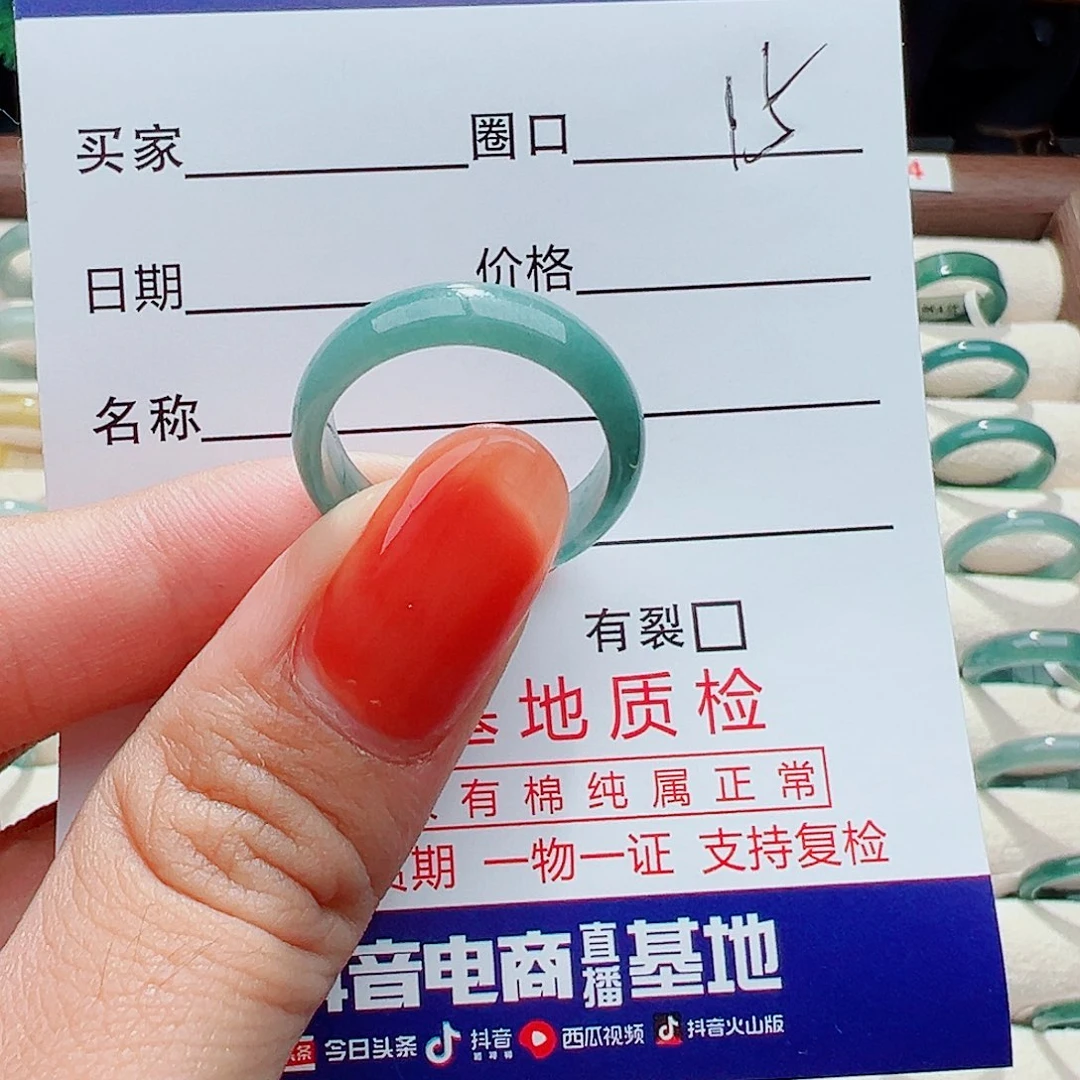 买家 圈口 15
日期 价格
名称
有裂
地质检
有棉纯属正常
期 一物一证 支持复检
音电商直播基地
今日头条 抖音 西瓜视频 抖音火山版